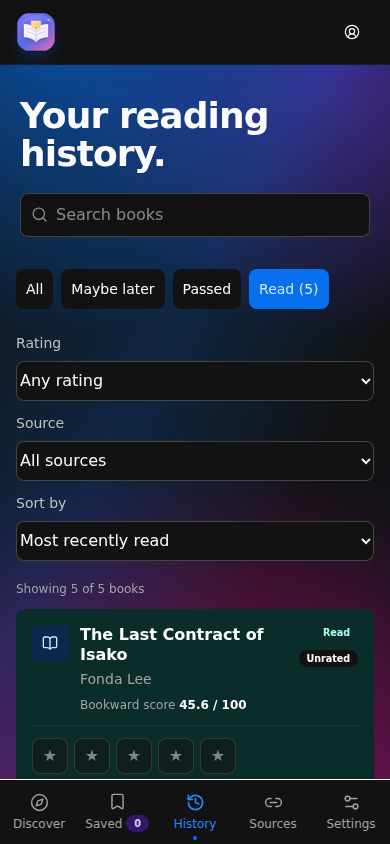 Your reading
history.
Search books
All
Maybe later
Passed
Read (5)
Rating
Any rating
Source
All sources
Sort by
Most recently read
Showing 5 of 5 books
The Last Contract of
Isako
Read
Unrated
Fonda Lee
Bookward score 45.6 / 100
Discover
Saved 0
History
Sources
Settings